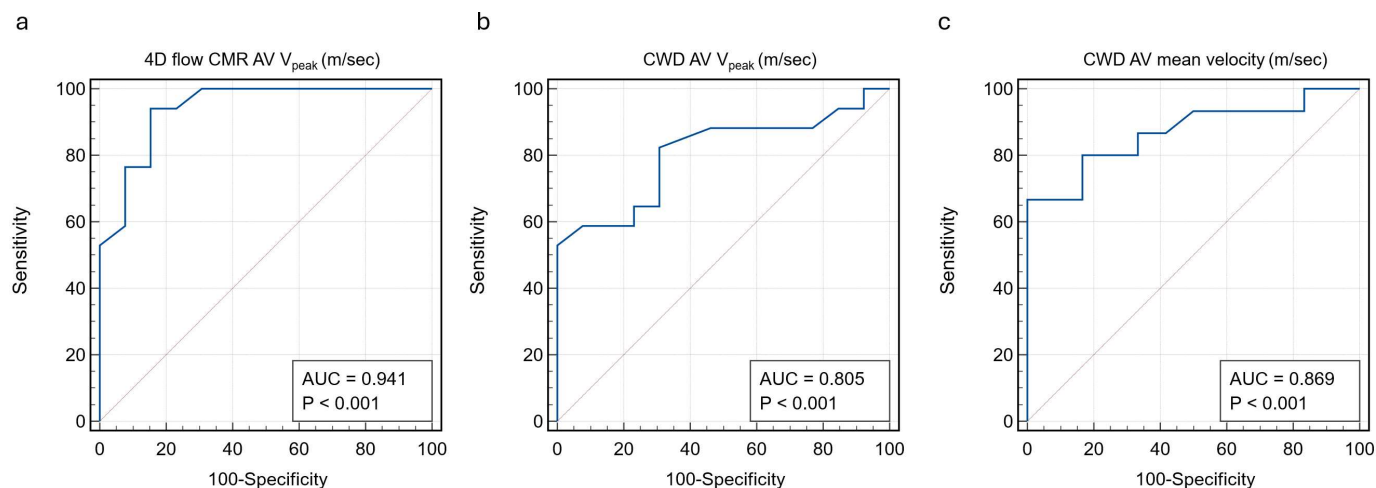 a
4D flow CMR AV Vpeak (m/sec)
100
80
60
40
20
0
Sensitivity
0 20 40 60 80 100
100-Specificity
AUC = 0.941
P < 0.001
b
CWD AV Vpeak (m/sec)
100
80
60
40
20
0
Sensitivity
0 20 40 60 80 100
100-Specificity
AUC = 0.805
P < 0.001
c
CWD AV mean velocity (m/sec)
100
80
60
40
20
0
Sensitivity
0 20 40 60 80 100
100-Specificity
AUC = 0.869
P < 0.001